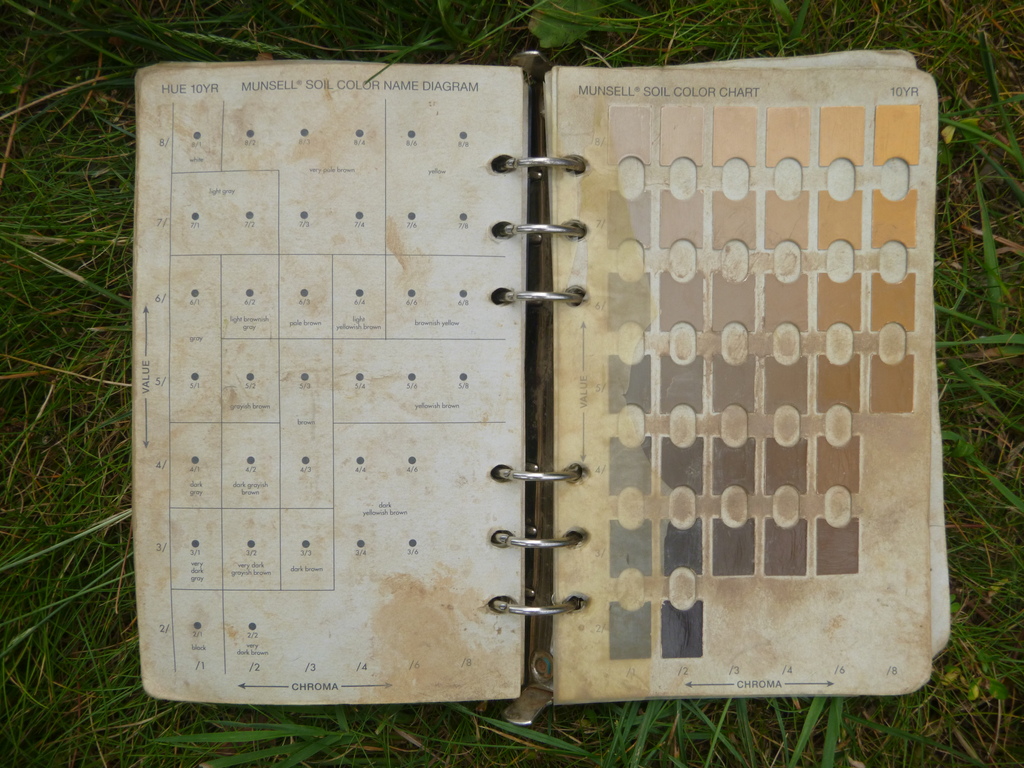 HUE 10YR MUNSELL® SOIL COLOR NAME DIAGRAM
8/ 8/1 8/2 8/3 8/4 8/6 8/8
white very pale brown yellow
light gray
7/ 7/1 7/2 7/3 7/4 7/6 7/8
6/ 6/1 6/2 6/3 6/4 6/6 6/8
light brownish gray pale brown light yellowish brown brownish yellow
gray
VALUE
5/ 5/1 5/2 5/3 5/4 5/6 5/8
grayish brown yellowish brown
brown
4/ 4/1 4/2 4/3 4/4 4/6
dark gray dark grayish brown
dark yellowish brown
3/ 3/1 3/2 3/3 3/4 3/6
very dark gray very dark grayish brown dark brown
2/ 2/1 2/2
black very dark brown
/1 /2 /3 /4 /6 /8
CHROMA
MUNSELL® SOIL COLOR CHART 10YR
8/
7/
6/
5/
VALUE
4/
3/
2/
/1 /2 /3 /4 /6 /8
CHROMA